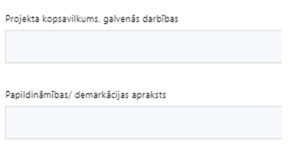 Projekta kopsavilkums, galvenās darbības
Papildināmības/ demarkācijas apraksts